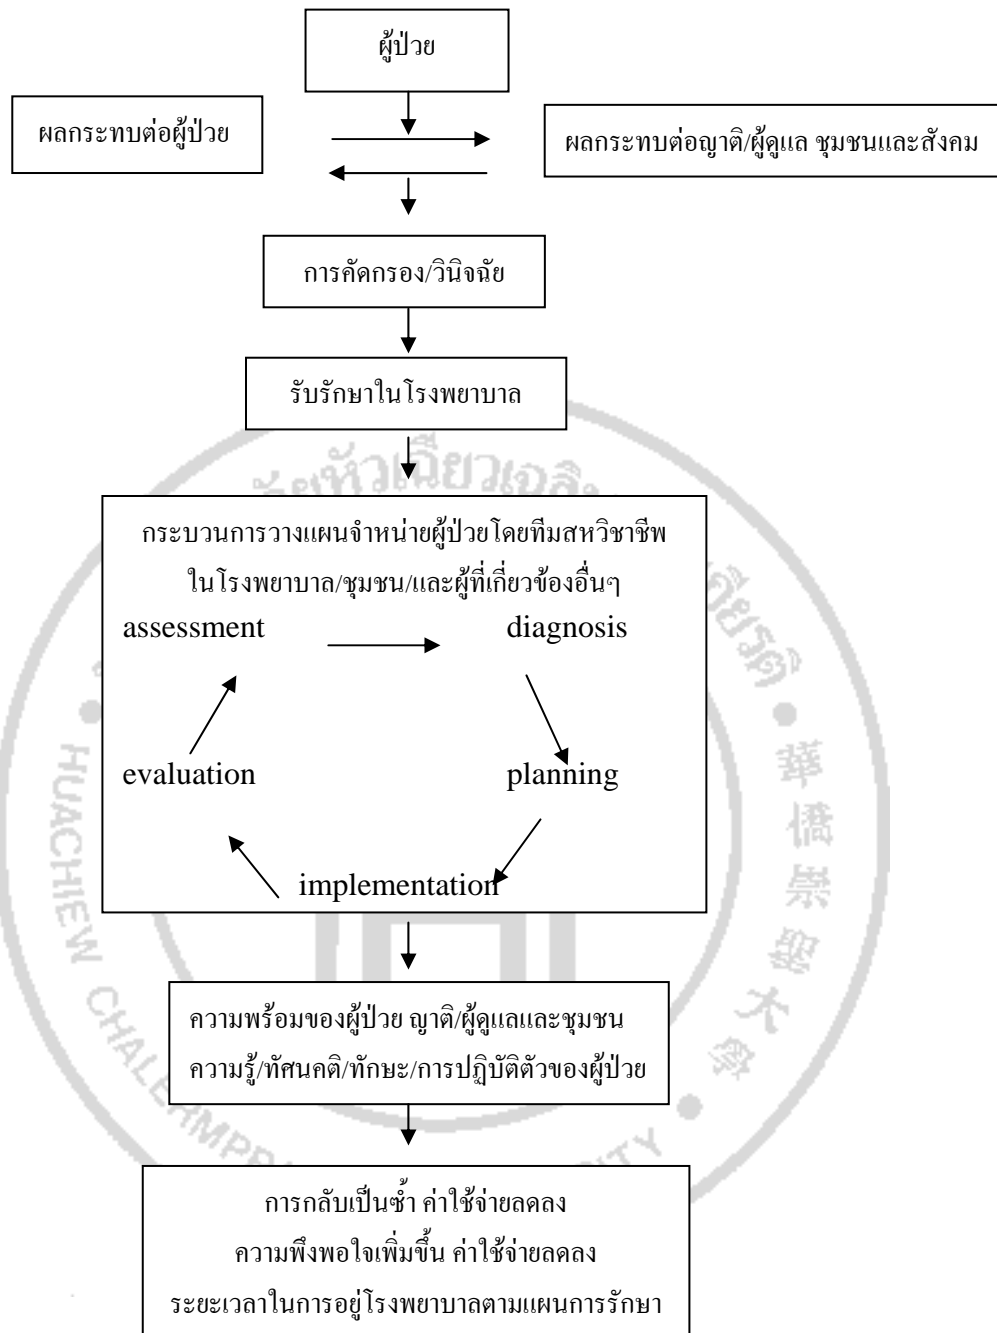 ผู้ป่วย
ผลกระทบต่อผู้ป่วย
ผลกระทบต่อญาติ/ผู้ดูแล ชุมชนและสังคม
การคัดกรอง/วินิจฉัย
รับรักษาในโรงพยาบาล
กระบวนการวางแผนจำหน่ายผู้ป่วยโดยทีมสหวิชาชีพ
ในโรงพยาบาล/ชุมชน/และผู้ที่เกี่ยวข้องอื่นๆ
assessment
diagnosis
evaluation
planning
implementation
ความพร้อมของผู้ป่วย ญาติ/ผู้ดูแลและชุมชน
ความรู้/ทัศนคติ/ทักษะ/การปฏิบัติตัวของผู้ป่วย
การกลับเป็นซ้ำ ค่าใช้จ่ายลดลง
ความพึงพอใจเพิ่มขึ้น ค่าใช้จ่ายลดลง
ระยะเวลาในการอยู่โรงพยาบาลตามแผนการรักษา
HUACHIEW
華僑崇聖大學